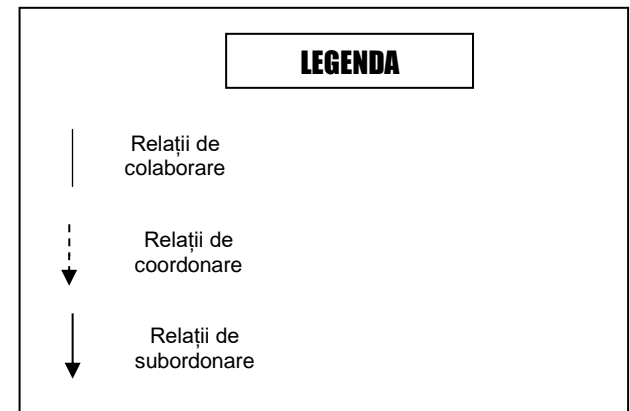 LEGENDA
Relații de
colaborare
Relații de
coordonare
Relații de
subordonare